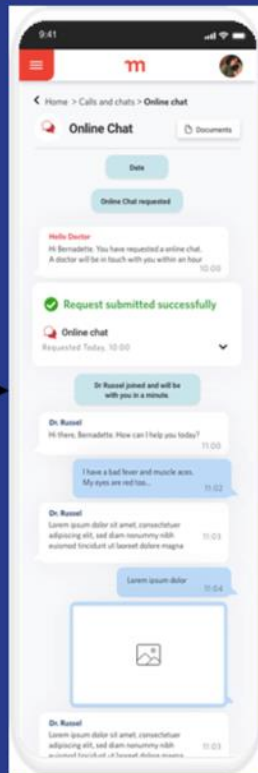 9:41
m
Home > Calls and chats > Online chat
Online Chat
Documents
Date
Online Chat requested
Hello Doctor
Hi Bernadette. You have requested a online chat.
A doctor will be in touch with you within an hour
10:00
Request submitted successfully
Online chat
Requested Today, 10:00
Dr Russel joined and will
be with you in a minute.
Dr. Russel
Hi there, Bernadette. How can I help you today?
11:00
I have a bad fever and muscle aces.
My eyes are red too...
11:02
Dr. Russel
Lorem ipsum dolor sit amet, consectetuer
adipiscing elit, sed diam nonummy nibh
euismod tincidunt ut laoreet dolore magna
11:03
Lorem ipsum dolor
11:04
Dr. Russel
Lorem ipsum dolor sit amet, consectetuer
adipiscing elit, sed diam nonummy nibh
euismod tincidunt ut laoreet dolore magna
11:03